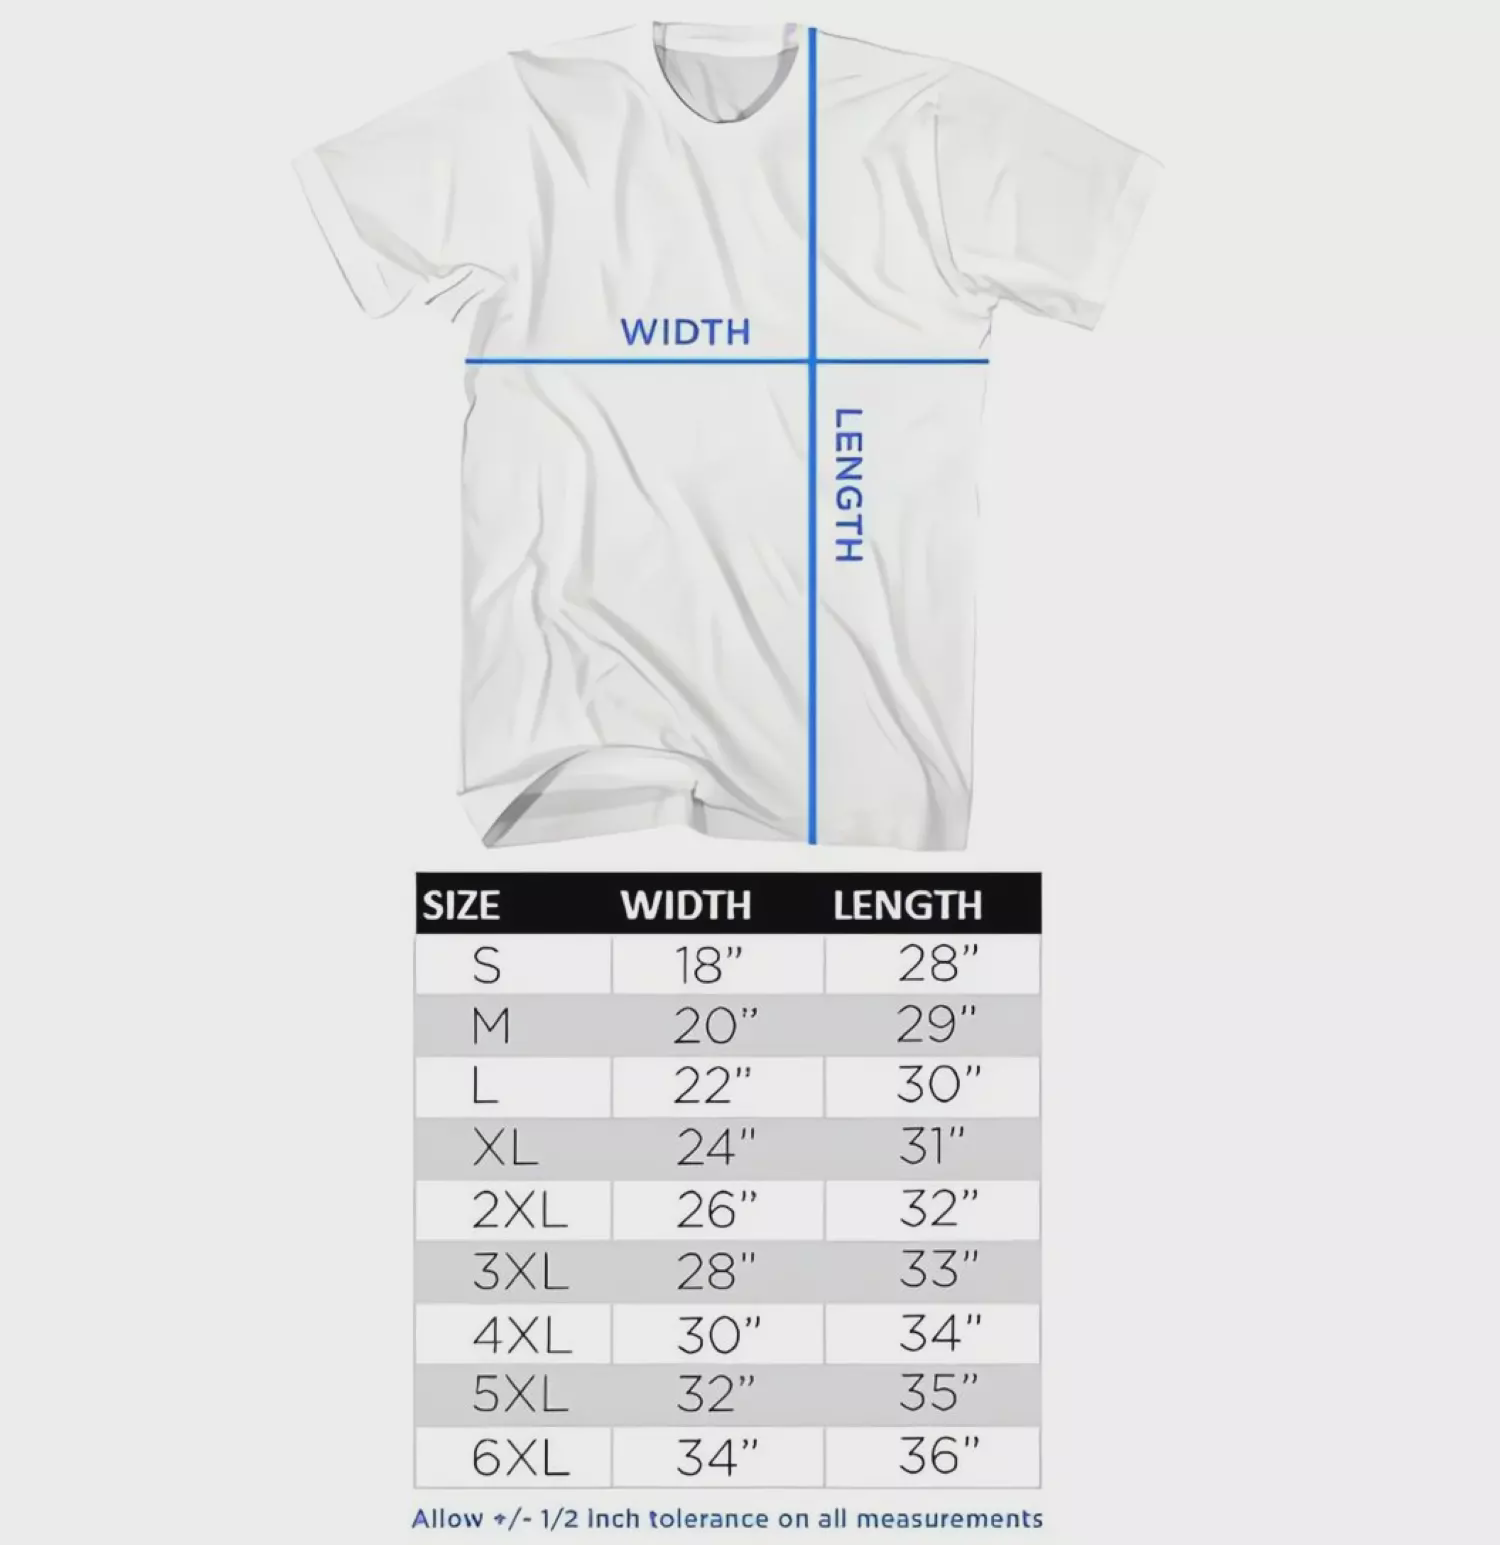 WIDTH
LENGTH
SIZE WIDTH LENGTH
S 18” 28”
M 20” 29"
L 22" 30”
XL 24" 31"
2XL 26” 32”
3XL 28" 33"
4XL 30” 34"
5XL 32” 35”
6XL 34” 36”
Allow +/- 1/2 inch tolerance on all measurements